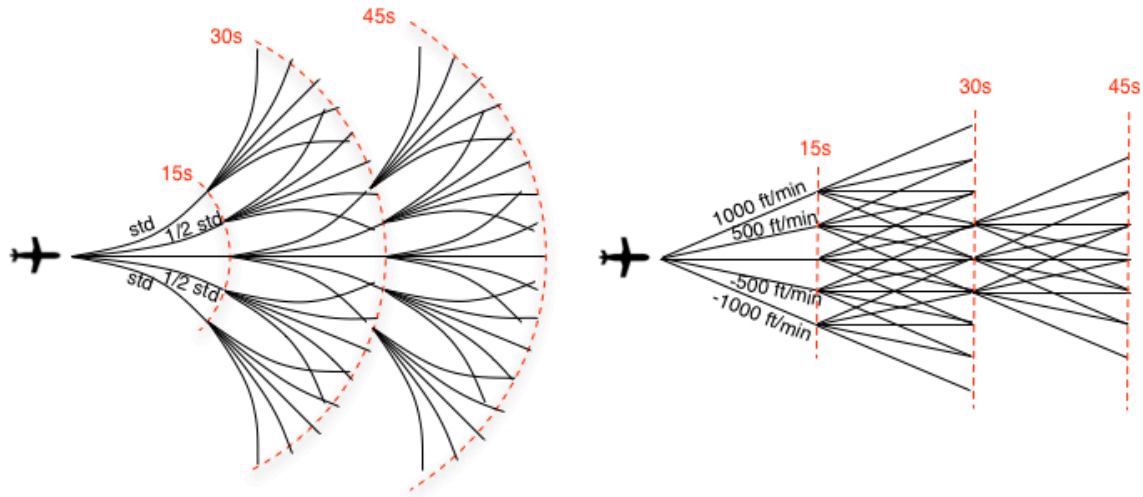 45s
30s
15s
std
1/2 std
std
1/2 std
30s
45s
15s
1000 ft/min
500 ft/min
-500 ft/min
-1000 ft/min